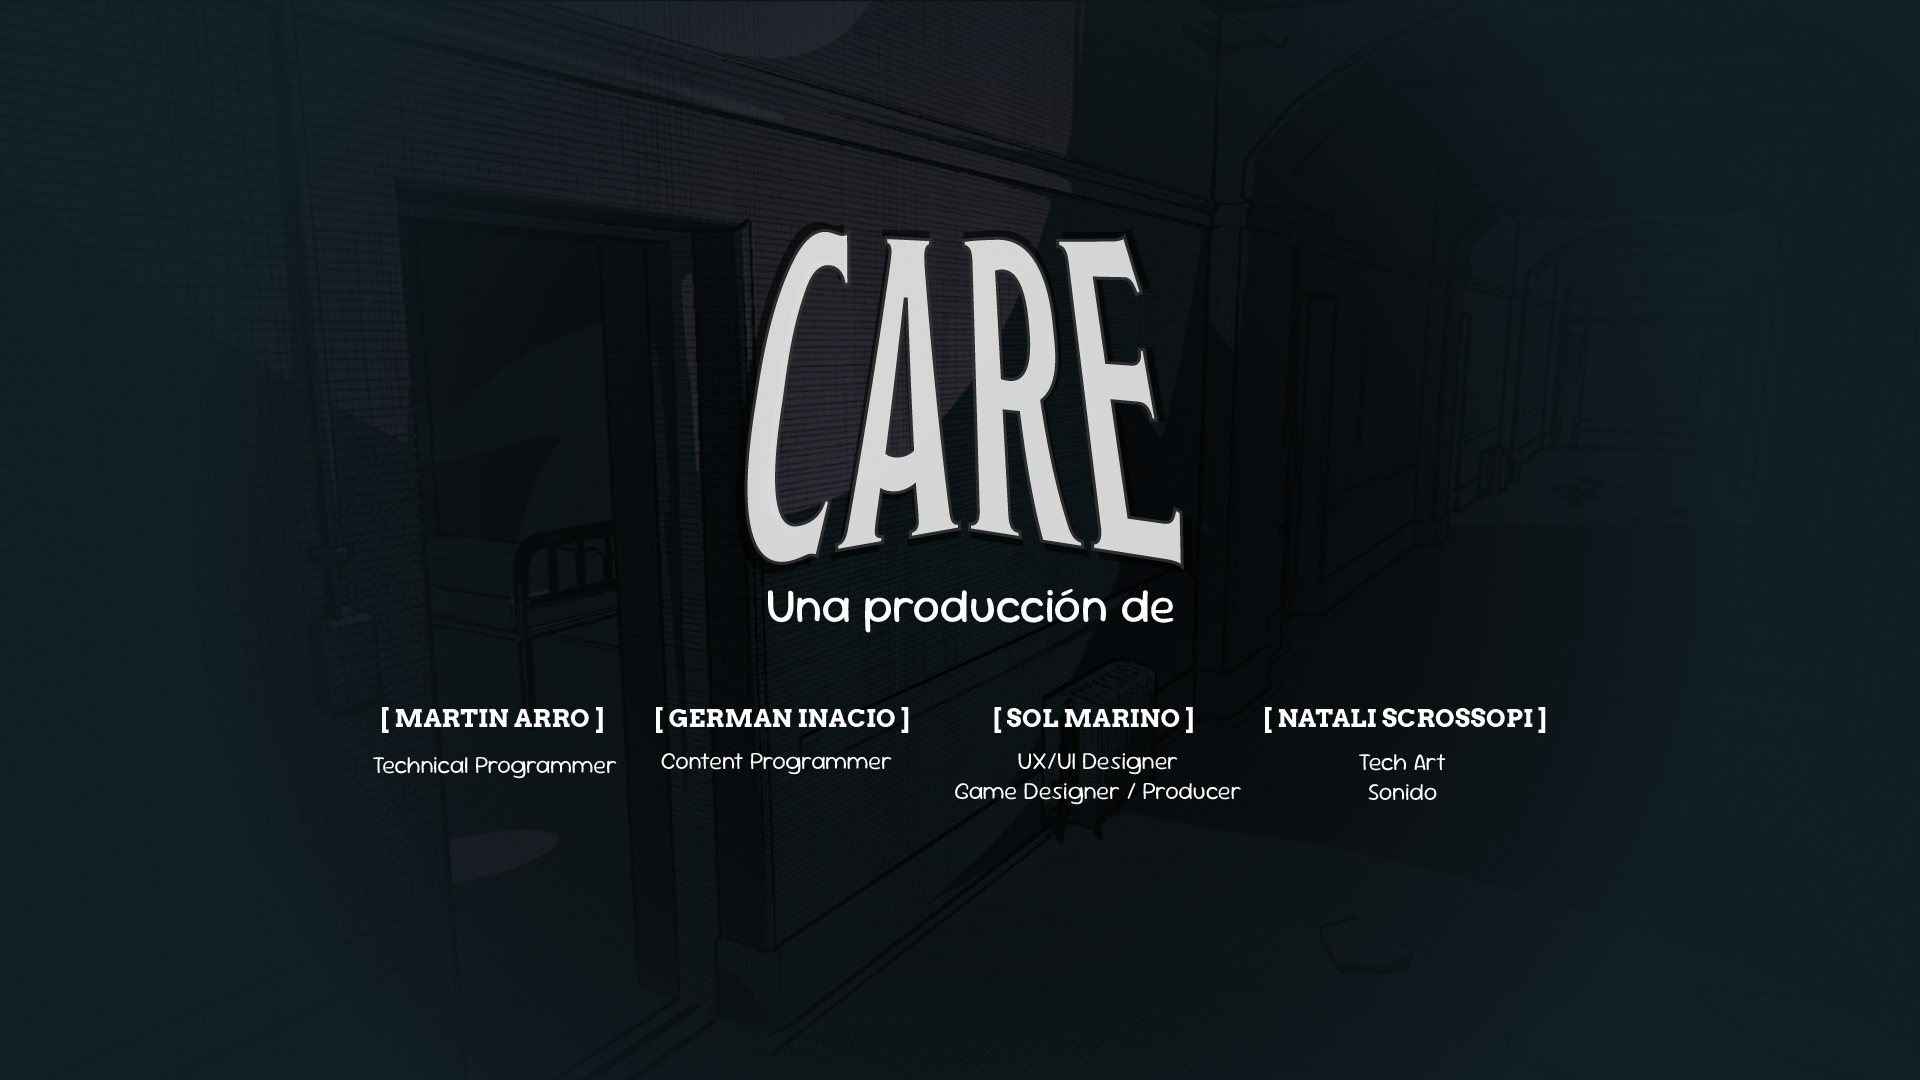 CARE
Una producción de
[ MARTIN ARRO ]
Technical Programmer
[ GERMAN INACIO ]
Content Programmer
[ SOL MARINO ]
UX/UI Designer
Game Designer / Producer
[ NATALI SCROSSOPI ]
Tech Art
Sonido